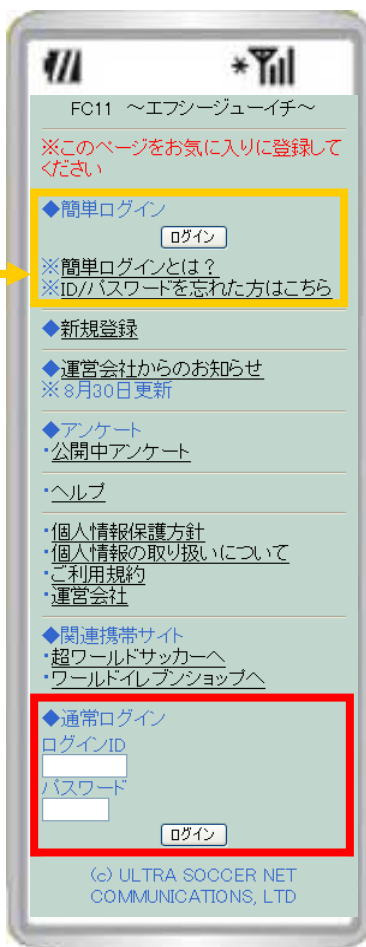 FC11 ～エフシージューイチ～
※このページをお気に入りに登録して
ください
◆簡単ログイン
ログイン
※簡単ログインとは？
※ID/パスワードを忘れた方はこちら
◆新規登録
◆運営会社からのお知らせ
※8月30日更新
◆アンケート
・公開中アンケート
・ヘルプ
・個人情報保護方針
・個人情報の取り扱いについて
・ご利用規約
・運営会社
◆関連携帯サイト
・超ワールドサッカーへ
・ワールドイレブンショップへ
◆通常ログイン
ログインID
パスワード
ログイン
(c) ULTRA SOCCER NET
COMMUNICATIONS, LTD